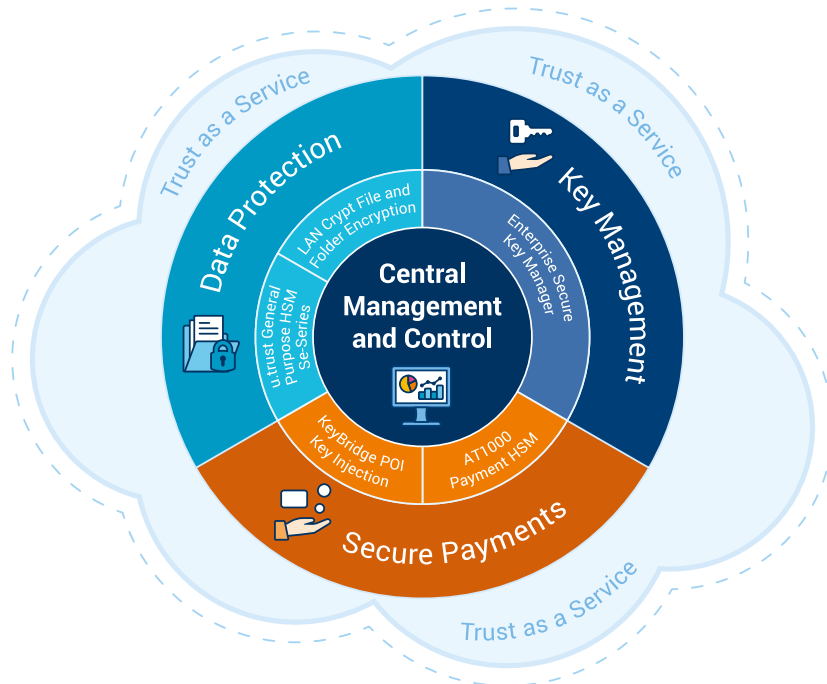 Trust as a Service
Trust as a Service
Data Protection
Key Management
LAN Crypt File and
Folder Encryption
Enterprise Secure
Key Manager
u.trust General
Purpose HSM
Se-Series
Central
Management
and Control
KeyBridge POI
Key Injection
AT1000
Payment HSM
Secure Payments
Trust as a Service